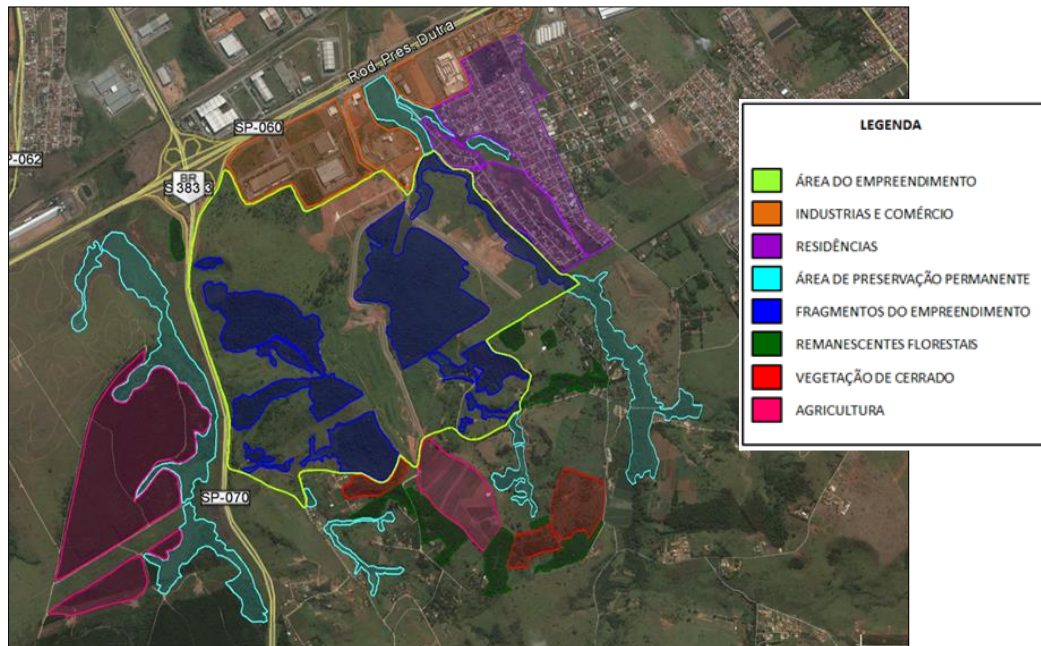 Rod. Pres. Dutra
SP-060
P-062
BR
S 383 3
SP-070
LEGENDA
ÁREA DO EMPREENDIMENTO
INDUSTRIAS E COMÉRCIO
RESIDÊNCIAS
ÁREA DE PRESERVAÇÃO PERMANENTE
FRAGMENTOS DO EMPREENDIMENTO
REMANESCENTES FLORESTAIS
VEGETAÇÃO DE CERRADO
AGRICULTURA